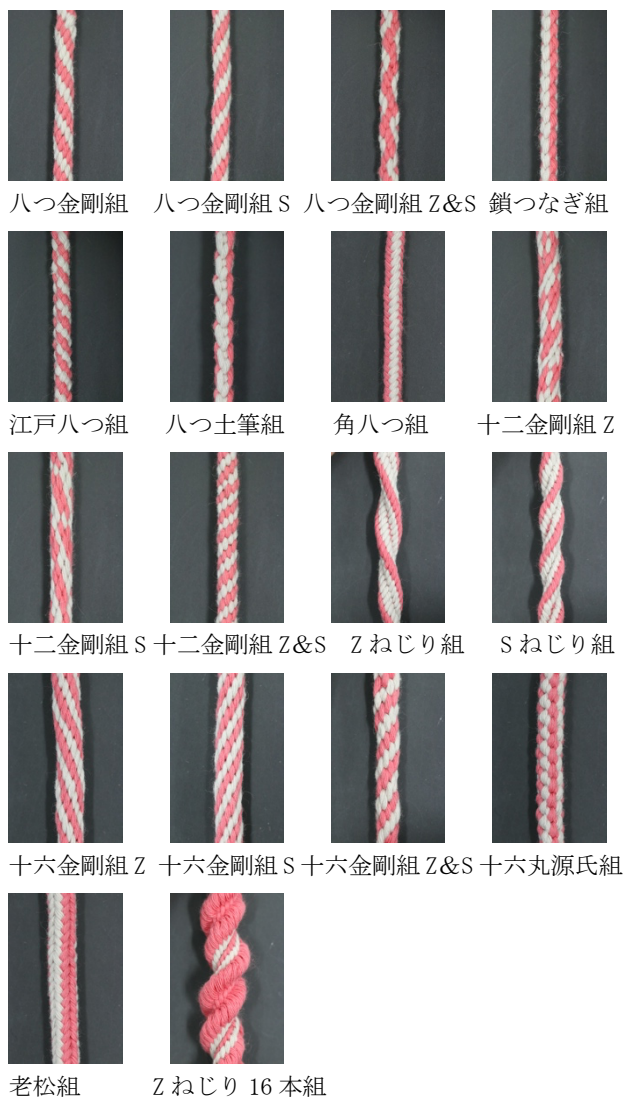 八つ金剛組 八つ金剛組 S 八つ金剛組 Z&S 鎖つなぎ組
江戸八つ組 八つ土筆組 角八つ組 十二金剛組 Z
十二金剛組 S 十二金剛組 Z&S Z ねじり組 S ねじり組
十六金剛組 Z 十六金剛組 S 十六金剛組 Z&S 十六丸源氏組
老松組 Z ねじり 16 本組